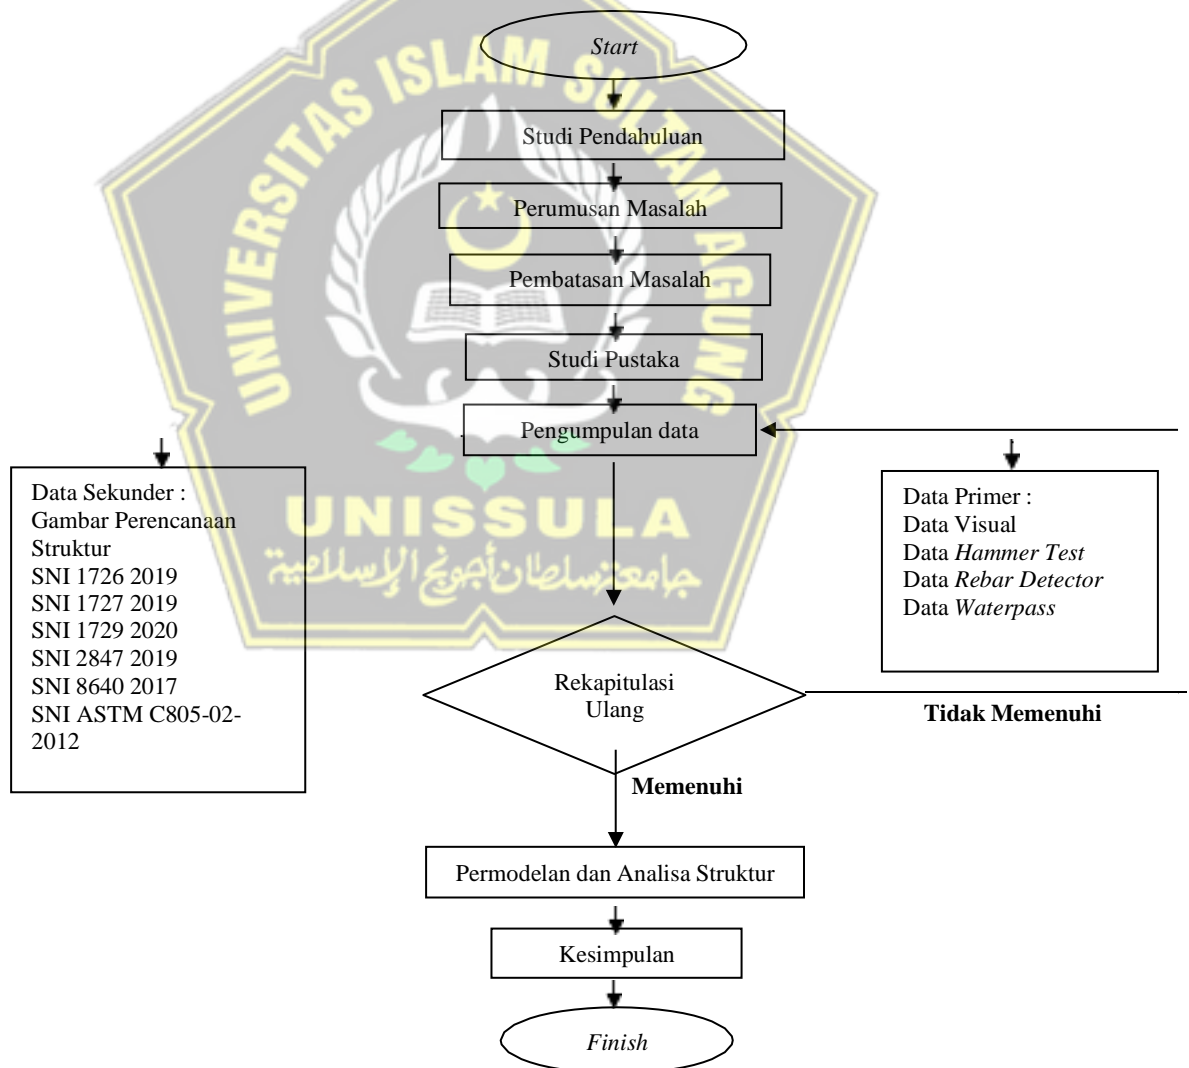 Start
UNIVERSITAS ISLAM SULTAN AGUNG
Studi Pendahuluan
Perumusan Masalah
Pembatasan Masalah
Studi Pustaka
Pengumpulan data
Data Sekunder :
Gambar Perencanaan
Struktur
SNI 1726 2019
SNI 1727 2019
SNI 1729 2020
SNI 2847 2019
SNI 8640 2017
SNI ASTM C805-02-
2012
Data Primer :
Data Visual
Data Hammer Test
Data Rebar Detector
Data Waterpass
UNISSULA
جامعة سلطان أجونج الإسلامية
Rekapitulasi
Ulang
Tidak Memenuhi
Memenuhi
Permodelan dan Analisa Struktur
Kesimpulan
Finish